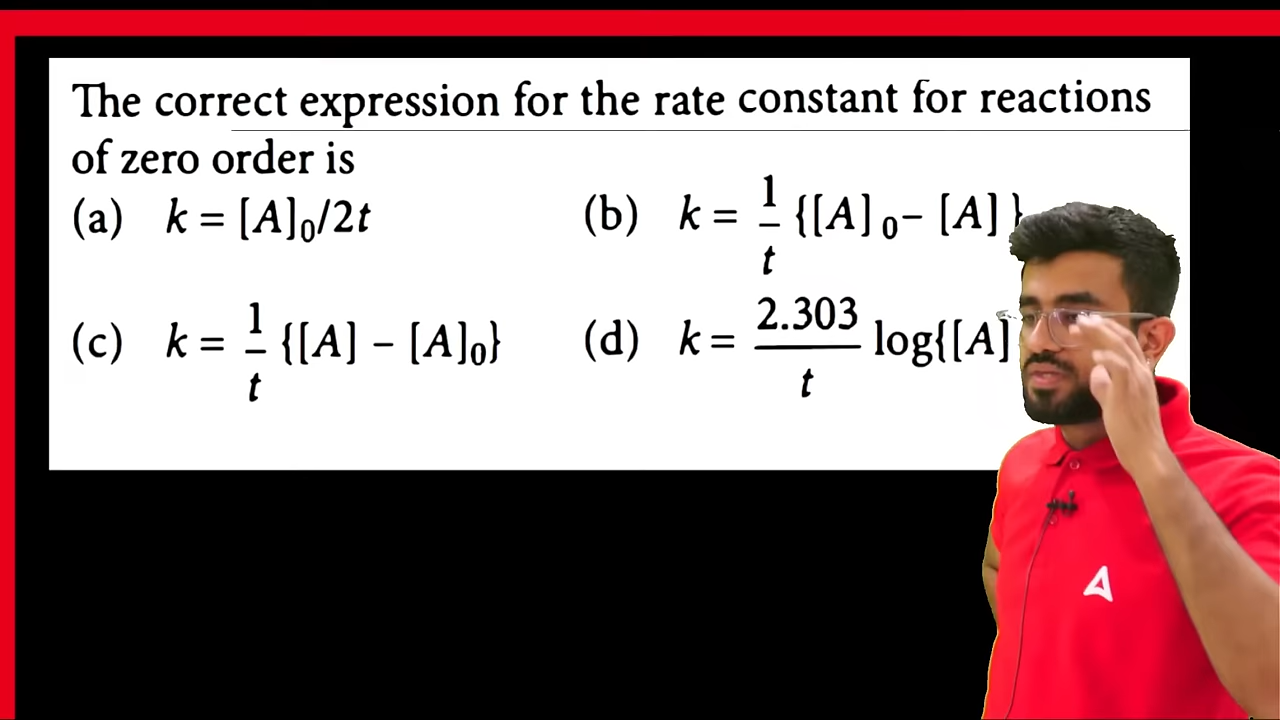 The correct expression for the rate constant for reactions
of zero order is
(a) k = [A]₀/2t
(b) k = 1/t {[A]₀ – [A]}
(c) k = 1/t {[A] – [A]₀}
(d) k = 2.303/t log{[A]